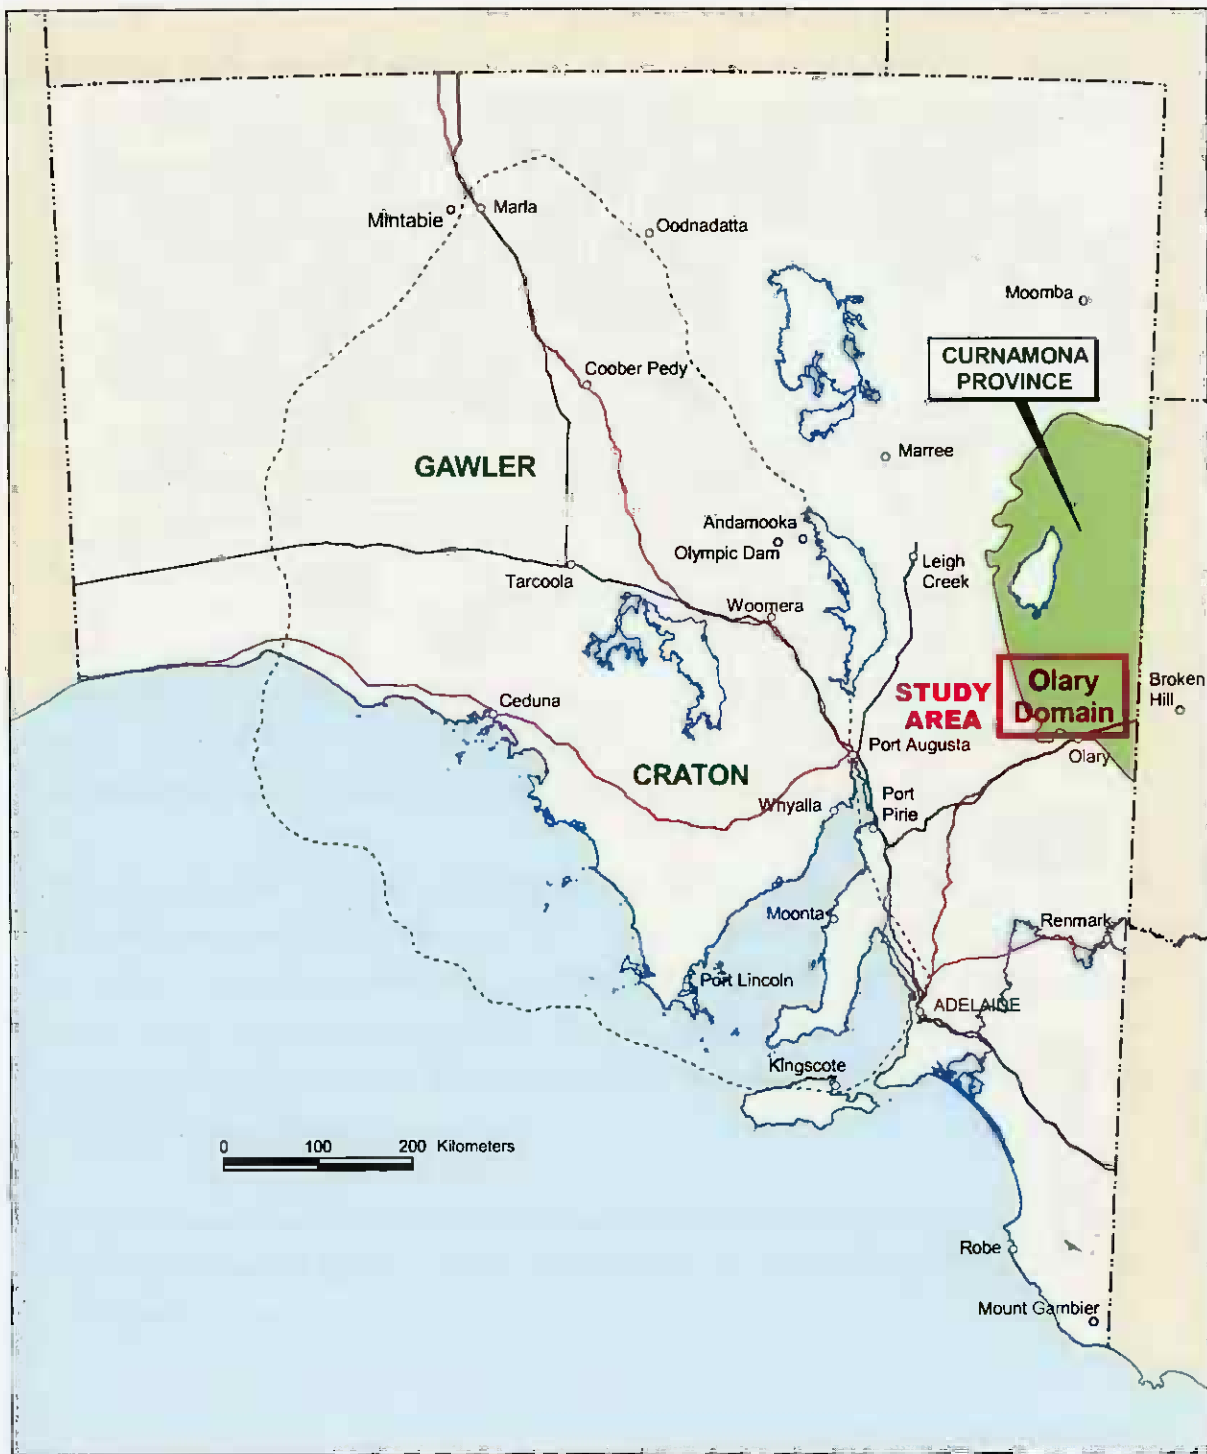 Mintabie
Marla
Oodnadatta
Moomba
CURNAMONA
PROVINCE
Coober Pedy
GAWLER
Marree
Andamooka
Olympic Dam
Leigh
Creek
Tarcoola
Woomera
STUDY
AREA
Olary
Domain
Broken
Hill
Ceduna
Port Augusta
Olary
CRATON
Whyalla
Port
Pirie
Moonta
Renmark
Port Lincoln
ADELAIDE
Kingscote
0 100 200 Kilometers
Robe
Mount Gambier